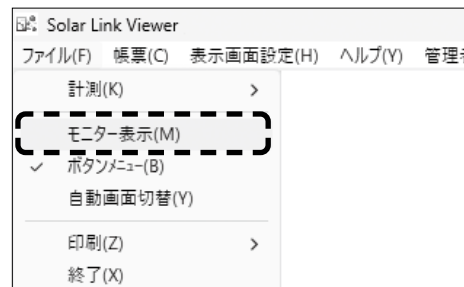 Solar Link Viewer
ファイル(F) 帳票(C) 表示画面設定(H) ヘルプ(Y) 管理
計測(K)
モニター表示(M)
ボタンメニュー(B)
自動画面切替(Y)
印刷(Z)
終了(X)